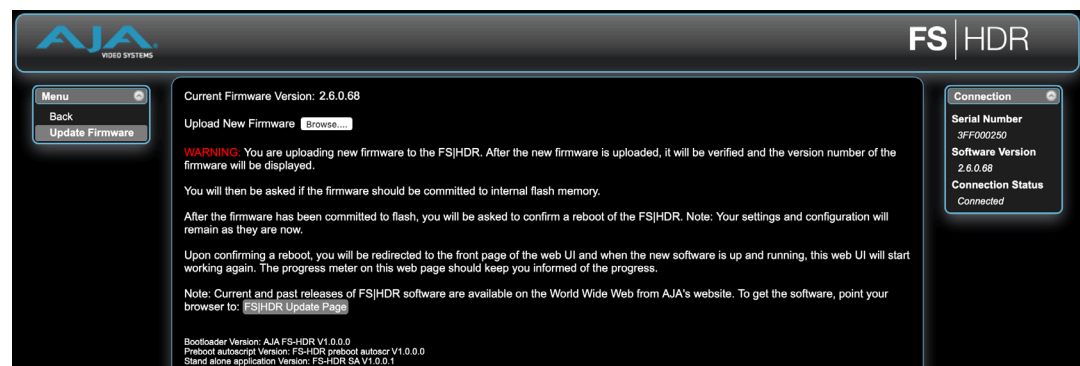 AJA
VIDEO SYSTEMS
FS|HDR
Menu
Back
Update Firmware
Current Firmware Version: 2.6.0.68
Upload New Firmware Browse....
WARNING: You are uploading new firmware to the FS|HDR. After the new firmware is uploaded, it will be verified and the version number of the
firmware will be displayed.
You will then be asked if the firmware should be committed to internal flash memory.
After the firmware has been committed to flash, you will be asked to confirm a reboot of the FS|HDR. Note: Your settings and configuration will
remain as they are now.
Upon confirming a reboot, you will be redirected to the front page of the web UI and when the new software is up and running, this web UI will start
working again. The progress meter on this web page should keep you informed of the progress.
Note: Current and past releases of FS|HDR software are available on the World Wide Web from AJA's website. To get the software, point your
browser to: FS|HDR Update Page
Bootloader Version: AJA FS-HDR V1.0.0.0
Preboot autoscript Version: FS-HDR preboot autoscr V1.0.0.0
Stand alone application Version: FS-HDR SA V1.0.0.1
Connection
Serial Number
3FF000250
Software Version
2.6.0.68
Connection Status
Connected